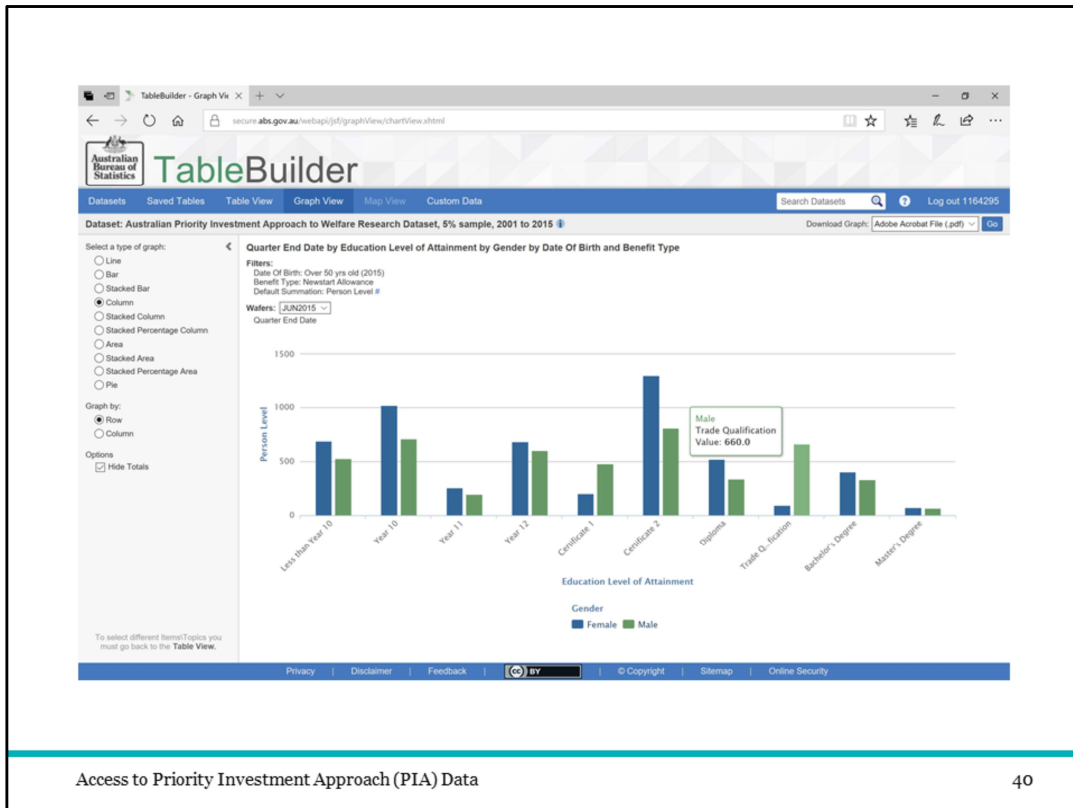 TableBuilder - Graph Vie
secure.abs.gov.au/webapi/jsf/graphView/chartView.xhtml
Australian
Bureau of
Statistics
TableBuilder
Datasets Saved Tables Table View Graph View Map View Custom Data Search Datasets ? Log out 1164295
Dataset: Australian Priority Investment Approach to Welfare Research Dataset, 5% sample, 2001 to 2015 Download Graph: Adobe Acrobat File (.pdf) Go
Select a type of graph:
Line
Bar
Stacked Bar
Column
Stacked Column
Stacked Percentage Column
Area
Stacked Area
Stacked Percentage Area
Pie
Graph by:
Row
Column
Options
Hide Totals
To select different Items\Topics you
must go back to the Table View.
Quarter End Date by Education Level of Attainment by Gender by Date Of Birth and Benefit Type
Filters:
Date Of Birth: Over 50 yrs old (2015)
Benefit Type: Newstart Allowance
Default Summation: Person Level #
Wafers: JUN2015
Quarter End Date
1500
1000
500
0
Person Level
Male
Trade Qualification
Value: 660.0
Less than Year 10
Year 10
Year 11
Year 12
Cerificate 1
Cerificate 2
Diploma
Trade Q...fication
Bachelor's Degree
Master's Degree
Education Level of Attainment
Gender
Female Male
Privacy | Disclaimer | Feedback | cc BY | © Copyright | Sitemap | Online Security
Access to Priority Investment Approach (PIA) Data 40